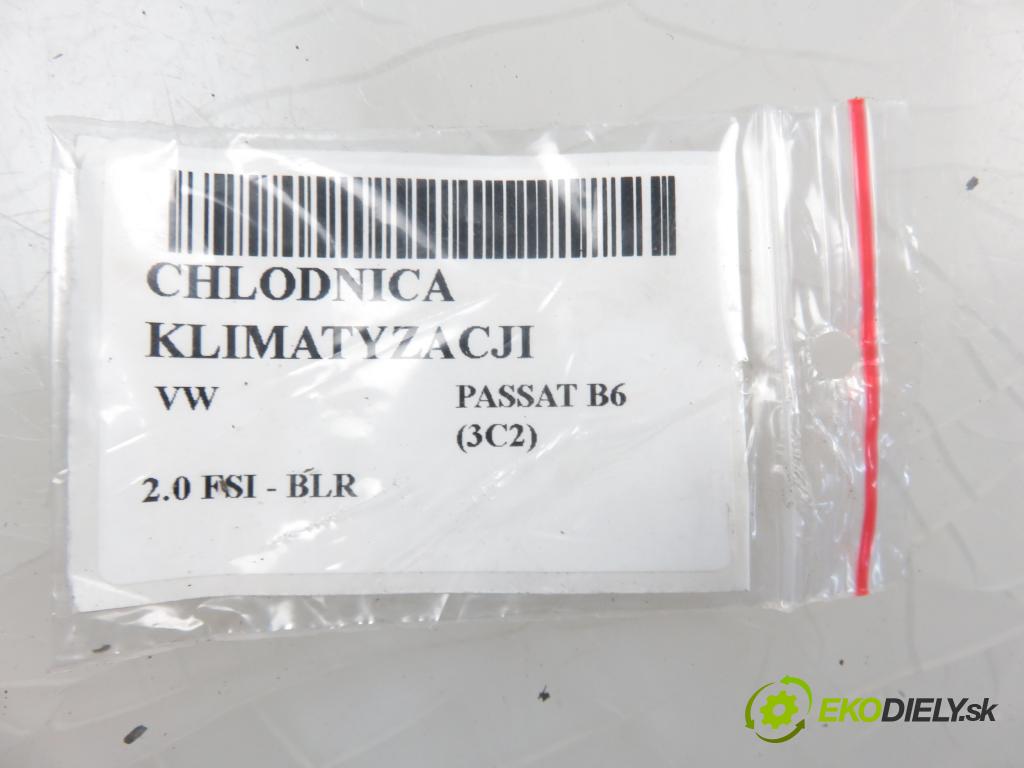 CHLODNICA
KLIMATYZACJI
VW PASSAT B6
(3C2)
2.0 FSI - BLR
EKODIELY.sk